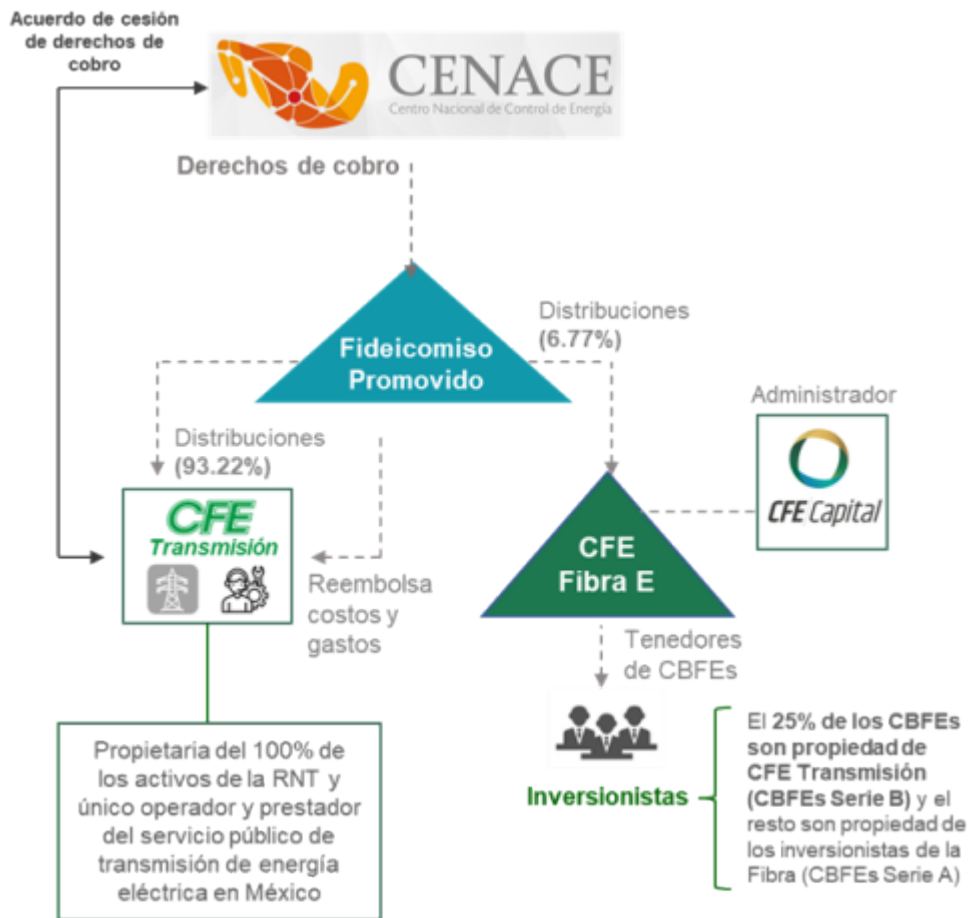 Acuerdo de cesión
de derechos de
cobro
CENACE
Centro Nacional de Control de Energía
Derechos de cobro
Distribuciones
(6.77%)
Fideicomiso
Promovido
Administrador
Distribuciones
(93.22%)
CFE Capital
CFE
Transmisión
CFE
Fibra E
Reembolsa
costos y
gastos
Tenedores
de CBFEs
Propietaria del 100% de
los activos de la RNT y
único operador y prestador
del servicio público de
transmisión de energía
eléctrica en México
Inversionistas
El 25% de los CBFEs
son propiedad de
CFE Transmisión
(CBFEs Serie B) y el
resto son propiedad de
los inversionistas de la
Fibra (CBFEs Serie A)